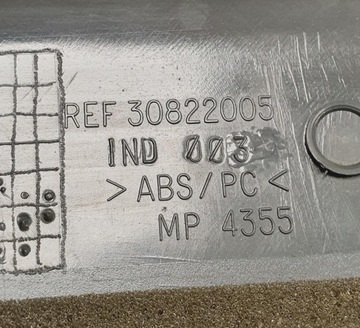 REF 30822005
IND 003
> ABS/PC <
MP 4355